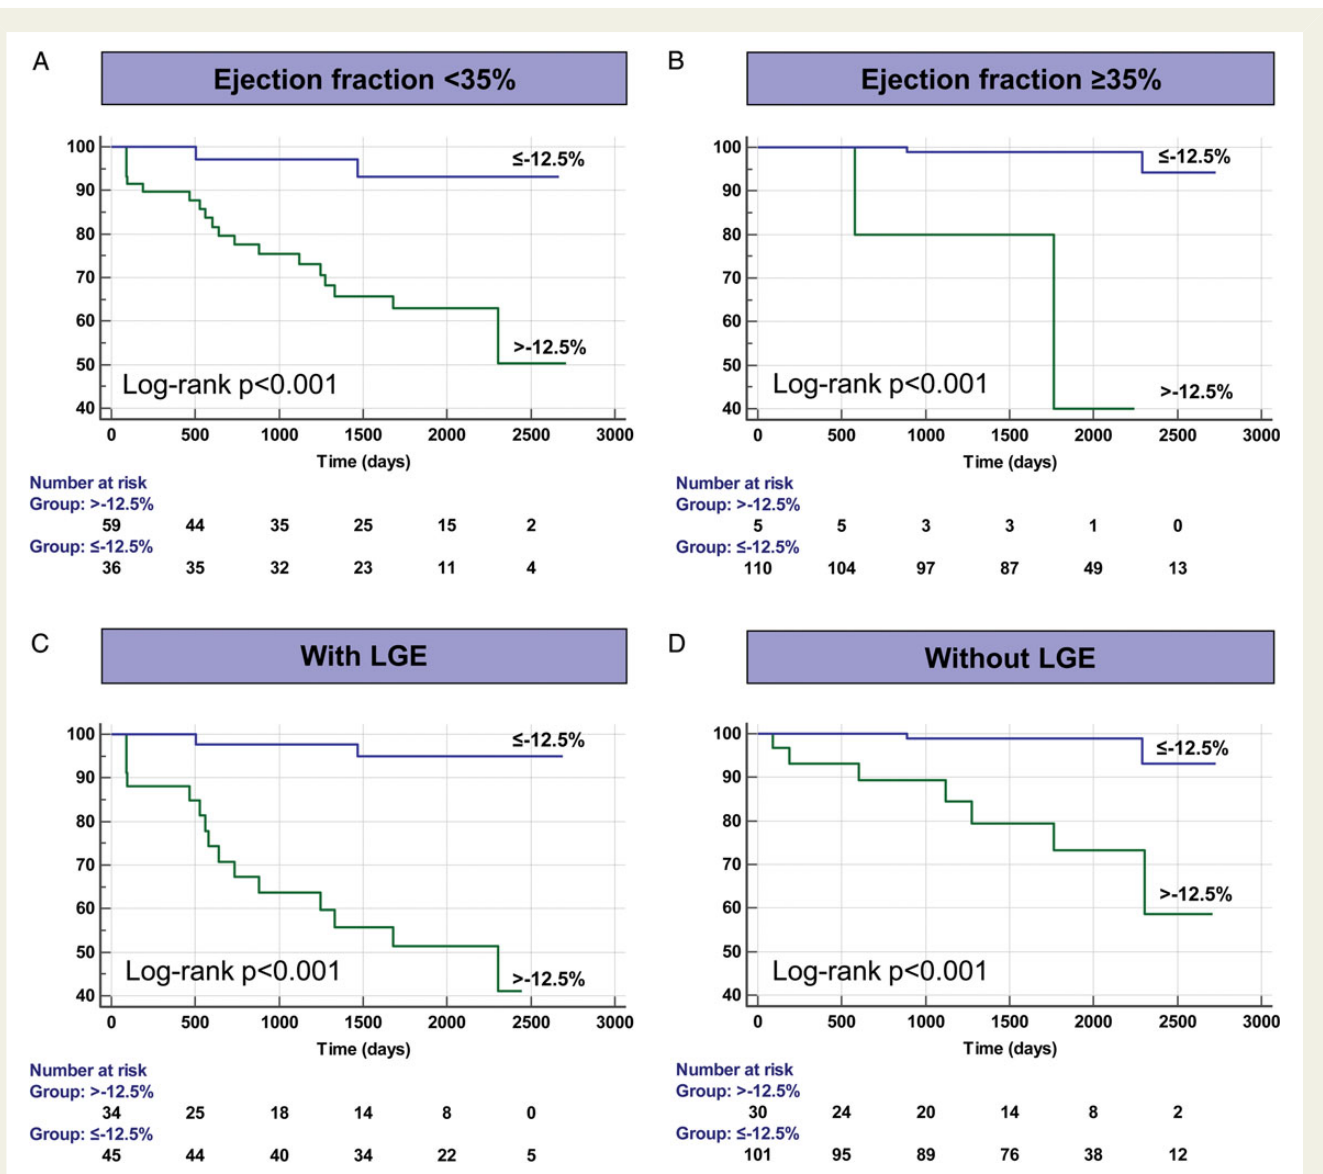 A
Ejection fraction <35%
100
90
80
70
60
50
40
≤-12.5%
>-12.5%
Log-rank p<0.001
0 500 1000 1500 2000 2500 3000
Time (days)
Number at risk
Group: >-12.5%
59 44 35 25 15 2
Group: ≤-12.5%
36 35 32 23 11 4
B
Ejection fraction ≥35%
100
90
80
70
60
50
40
≤-12.5%
>-12.5%
Log-rank p<0.001
0 500 1000 1500 2000 2500 3000
Time (days)
Number at risk
Group: >-12.5%
5 5 3 3 1 0
Group: ≤-12.5%
110 104 97 87 49 13
C
With LGE
100
90
80
70
60
50
40
≤-12.5%
>-12.5%
Log-rank p<0.001
0 500 1000 1500 2000 2500 3000
Time (days)
Number at risk
Group: >-12.5%
34 25 18 14 8 0
Group: ≤-12.5%
45 44 40 34 22 5
D
Without LGE
100
90
80
70
60
50
40
≤-12.5%
>-12.5%
Log-rank p<0.001
0 500 1000 1500 2000 2500 3000
Time (days)
Number at risk
Group: >-12.5%
30 24 20 14 8 2
Group: ≤-12.5%
101 95 89 76 38 12